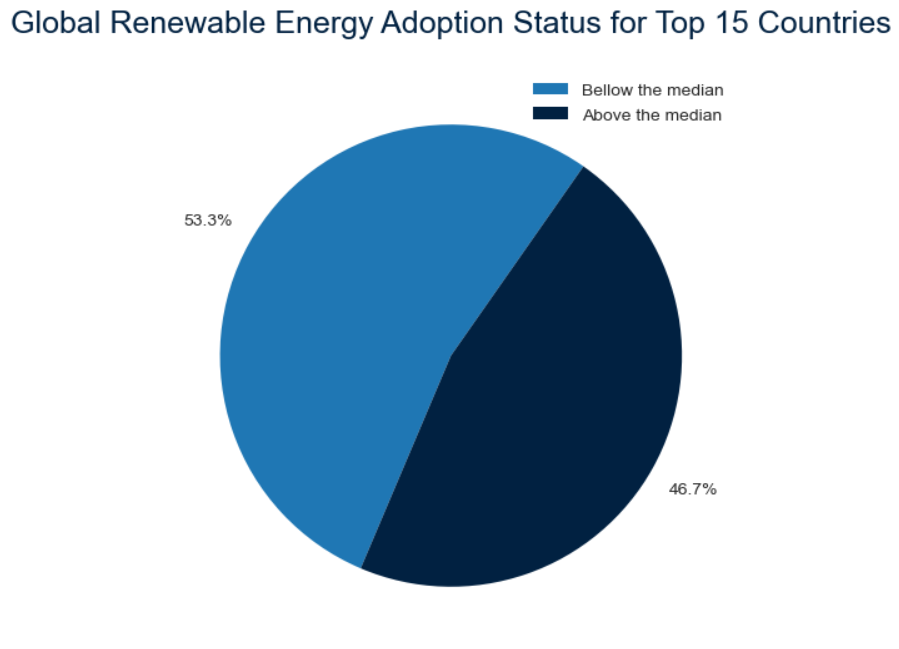 Global Renewable Energy Adoption Status for Top 15 Countries
Bellow the median
Above the median
53.3%
46.7%